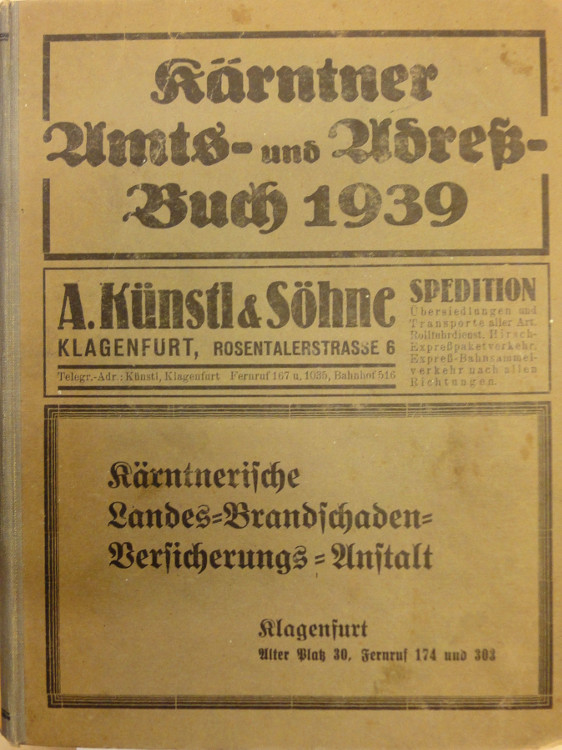 Kärntner
Amts- und Adreß-
Buch 1939
A. Künstl & Söhne
KLAGENFURT, ROSENTALERSTRASSE 6
Telegr.-Adr.: Künstl, Klagenfurt Fernruf 167 u. 1035, Bahnhof 516
SPEDITION
Übersiedlungen und
Transporte aller Art.
Rollfuhrdienst. Hirsch-
Expreßpaketverkehr.
Expreß-Bahnsammel-
verkehr nach allen
Richtungen.
Kärntnerische
Landes-Brandschaden-
Versicherungs-Anstalt
Klagenfurt
Alter Platz 30, Fernruf 174 und 303